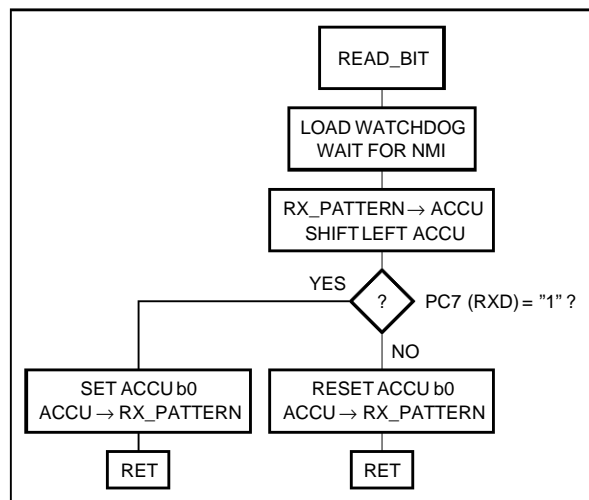 READ_BIT
LOAD WATCHDOG
WAIT FOR NMI
RX_PATTERN → ACCU
SHIFT LEFT ACCU
YES
? PC7 (RXD) = ”1” ?
NO
SET ACCU b0
ACCU → RX_PATTERN
RESET ACCU b0
ACCU → RX_PATTERN
RET
RET